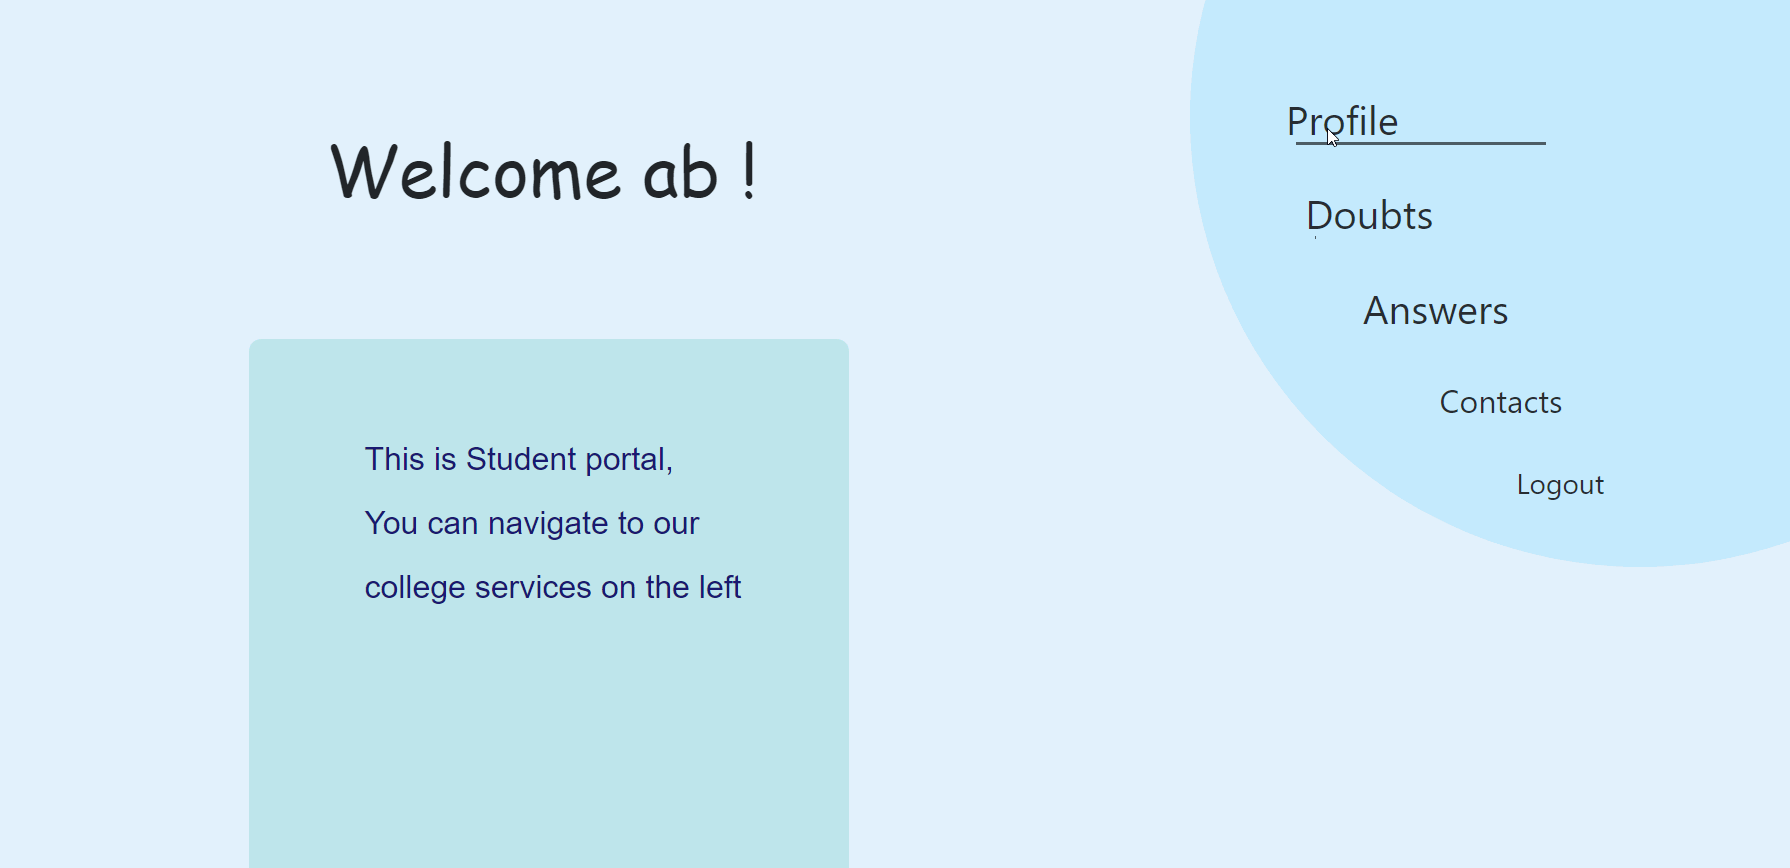 Welcome ab !
This is Student portal,
You can navigate to our
college services on the left
Profile
Doubts
Answers
Contacts
Logout